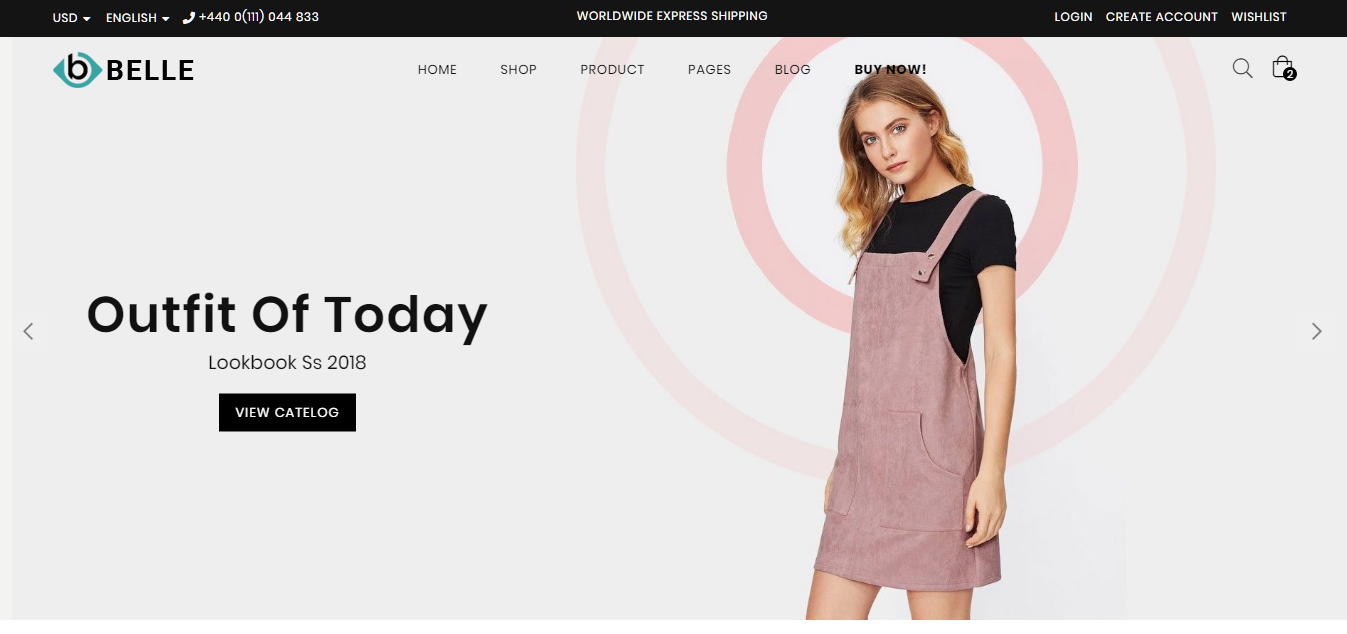 USD ENGLISH +440 0(111) 044 833 WORLDWIDE EXPRESS SHIPPING LOGIN CREATE ACCOUNT WISHLIST
b BELLE HOME SHOP PRODUCT PAGES BLOG BUY NOW! 2
Outfit Of Today
Lookbook Ss 2018
VIEW CATELOG